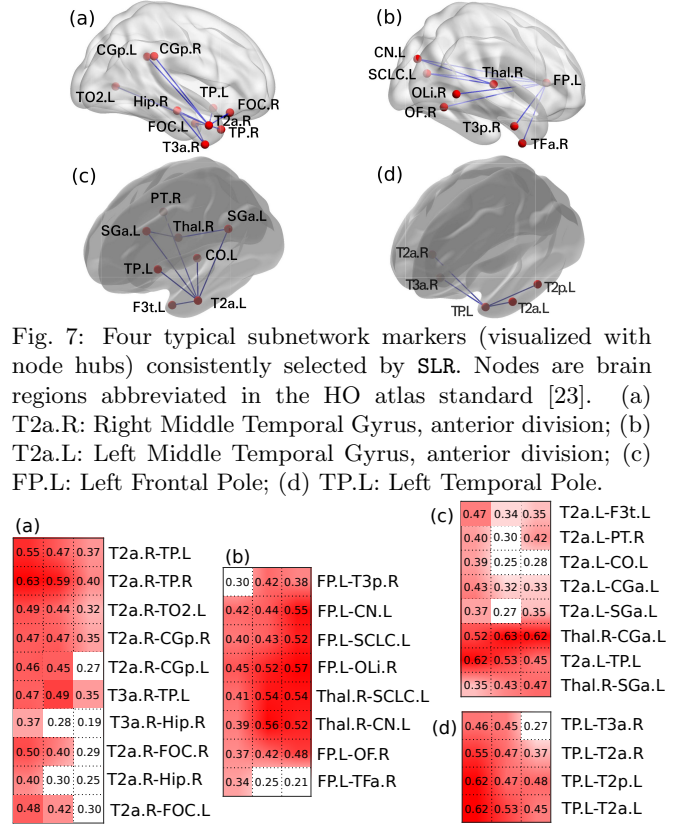 (a)
CGp.L
CGp.R
TO2.L
Hip.R
TP.L
FOC.R
FOC.L
T2a.R
TP.R
T3a.R
(b)
CN.L
SCLC.L
Thal.R
FP.L
OLi.R
OF.R
T3p.R
TFa.R
(c)
PT.R
SGa.L
SGa.L
Thal.R
CO.L
TP.L
F3t.L
T2a.L
(d)
T2a.R
T3a.R
T2p.L
TP.L
T2a.L
Fig. 7: Four typical subnetwork markers (visualized with
node hubs) consistently selected by SLR. Nodes are brain
regions abbreviated in the HO atlas standard [23]. (a)
T2a.R: Right Middle Temporal Gyrus, anterior division; (b)
T2a.L: Left Middle Temporal Gyrus, anterior division; (c)
FP.L: Left Frontal Pole; (d) TP.L: Left Temporal Pole.
(a)
0.55 0.47 0.37 T2a.R-TP.L
0.63 0.59 0.40 T2a.R-TP.R
0.49 0.44 0.32 T2a.R-TO2.L
0.47 0.47 0.35 T2a.R-CGp.R
0.46 0.45 0.27 T2a.R-CGp.L
0.47 0.49 0.35 T3a.R-TP.L
0.37 0.28 0.19 T3a.R-Hip.R
0.50 0.40 0.29 T2a.R-FOC.R
0.40 0.30 0.25 T2a.R-Hip.R
0.48 0.42 0.30 T2a.R-FOC.L
(b)
0.30 0.42 0.38 FP.L-T3p.R
0.42 0.44 0.55 FP.L-CN.L
0.40 0.43 0.52 FP.L-SCLC.L
0.45 0.52 0.57 FP.L-OLi.R
0.41 0.54 0.54 Thal.R-SCLC.L
0.39 0.56 0.52 Thal.R-CN.L
0.37 0.42 0.48 FP.L-OF.R
0.34 0.25 0.21 FP.L-TFa.R
(c)
0.47 0.34 0.35 T2a.L-F3t.L
0.40 0.30 0.42 T2a.L-PT.R
0.39 0.25 0.28 T2a.L-CO.L
0.43 0.32 0.33 T2a.L-CGa.L
0.37 0.27 0.35 T2a.L-SGa.L
0.52 0.63 0.62 Thal.R-CGa.L
0.62 0.53 0.45 T2a.L-TP.L
0.35 0.43 0.47 Thal.R-SGa.L
(d)
0.46 0.45 0.27 TP.L-T3a.R
0.55 0.47 0.37 TP.L-T2a.R
0.62 0.47 0.48 TP.L-T2p.L
0.62 0.53 0.45 TP.L-T2a.L